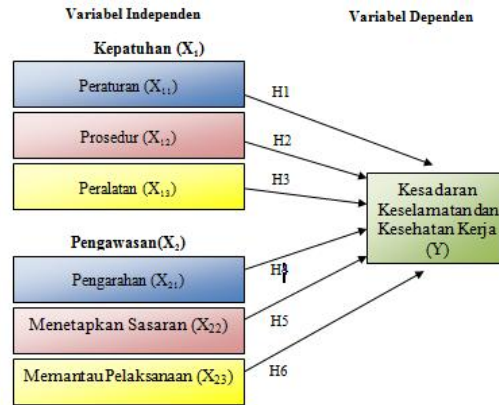 Variabel Independen
Variabel Dependen
Kepatuhan (X₁)
Peraturan (X₁₁)
H1
Prosedur (X₁₂)
H2
Peralatan (X₁₃)
H3
Pengawasan(X₂)
Pengarahan (X₂₁)
H4
Menetapkan Sasaran (X₂₂)
H5
Memantau Pelaksanaan (X₂₃)
H6
Kesadaran
Keselamatan dan
Kesehatan Kerja
(Y)